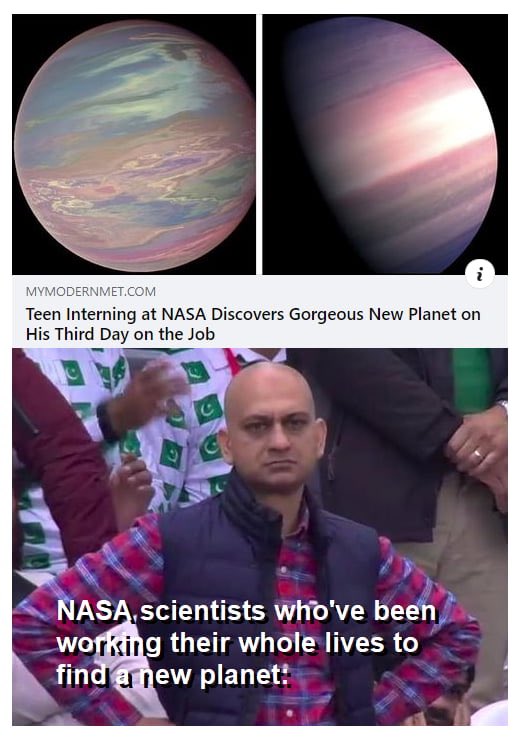 MYMODERNMET.COM
Teen Interning at NASA Discovers Gorgeous New Planet on
His Third Day on the Job
NASA scientists who've been
working their whole lives to
find a new planet: